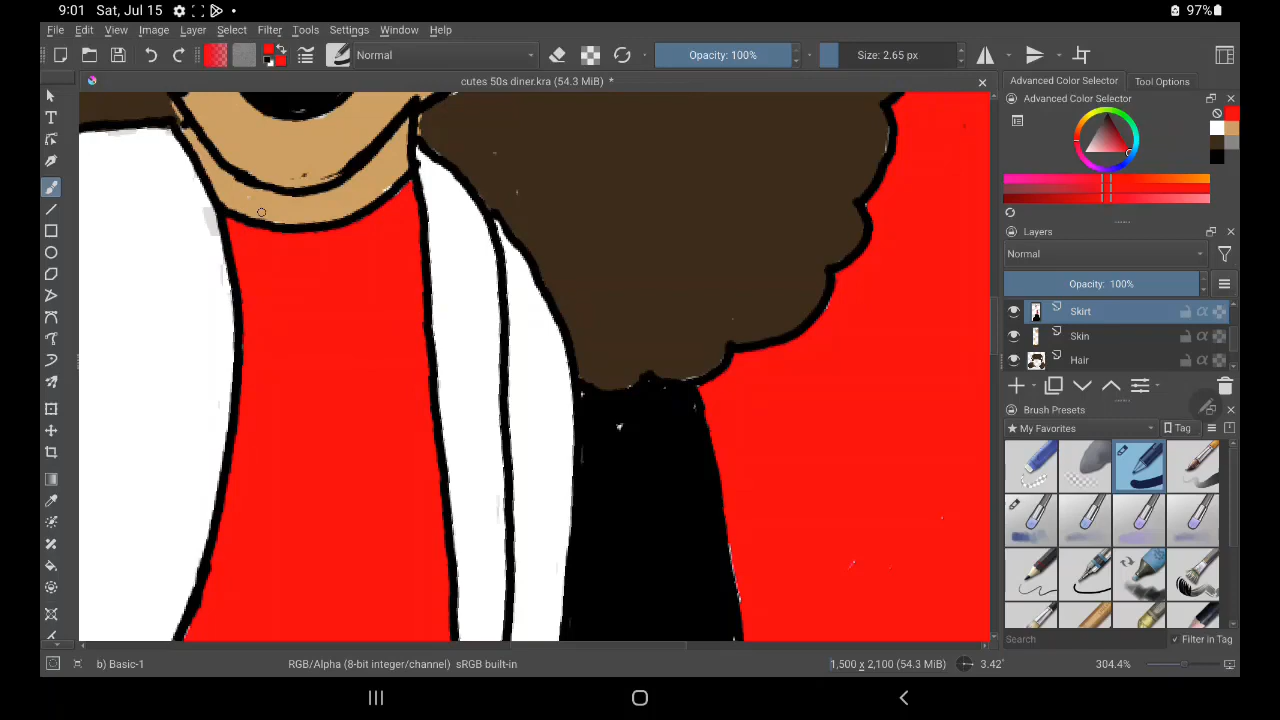 9:01 Sat, Jul 15 97%
File Edit View Image Layer Select Filter Tools Settings Window Help
Normal Opacity: 100% Size: 2.65 px
cutes 50s diner.kra (54.3 MiB) *
Advanced Color Selector Tool Options
Advanced Color Selector
Layers
Normal
Opacity: 100%
Skirt
Skin
Hair
Brush Presets
My Favorites Tag
Search Filter in Tag
b) Basic-1 RGB/Alpha (8-bit integer/channel) sRGB built-in 1,500 x 2,100 (54.3 MiB) 3.42° 304.4%